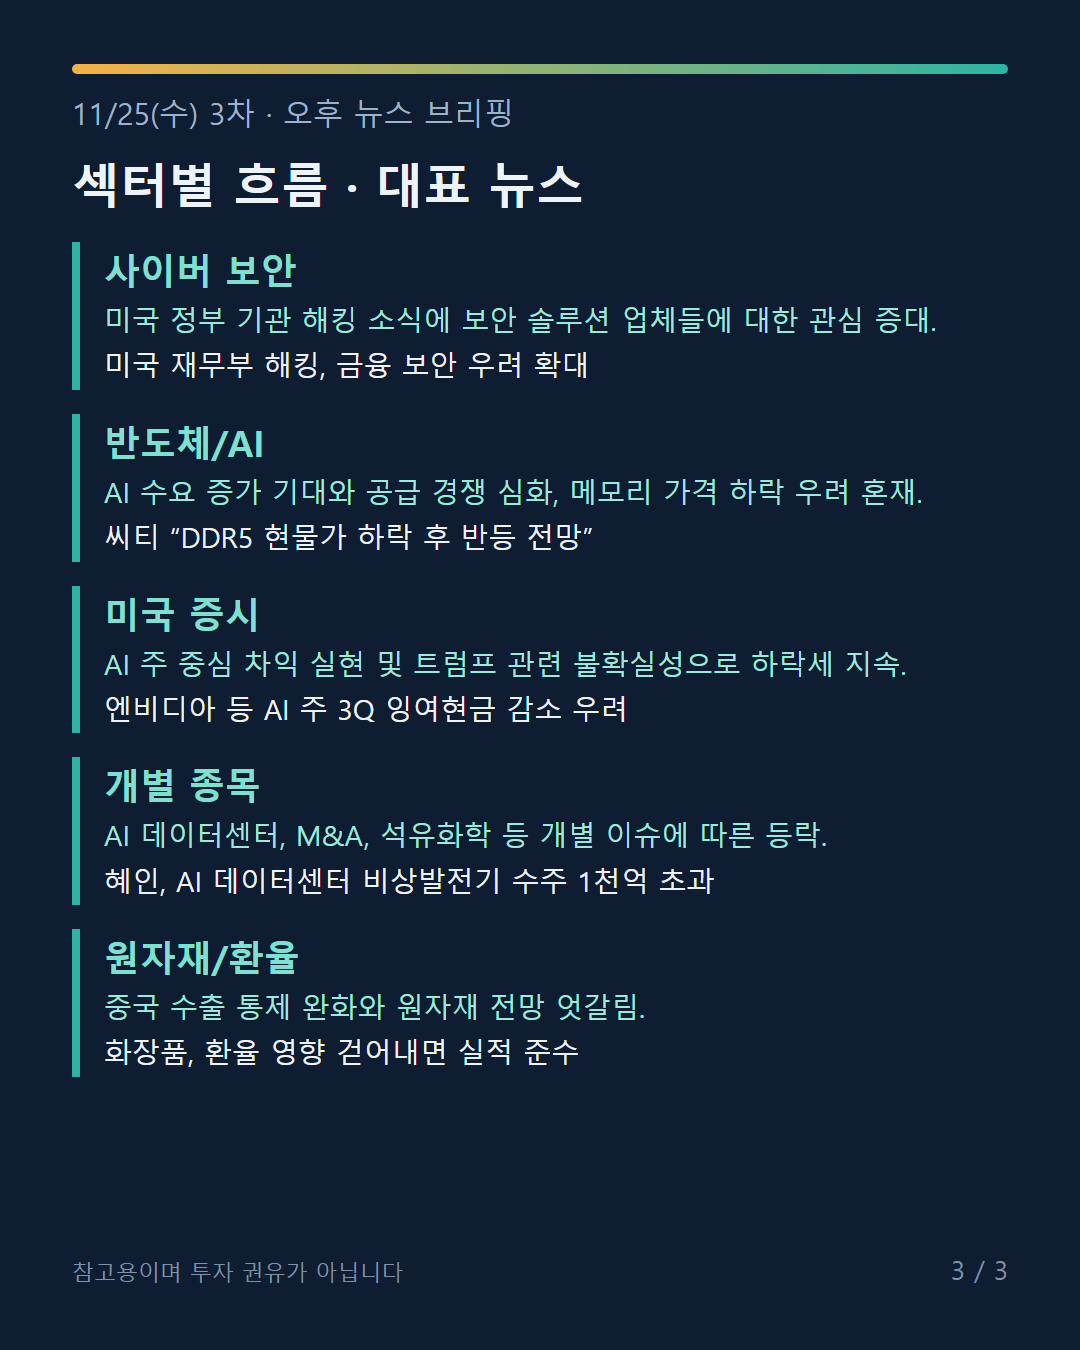 11/25(수) 3차 · 오후 뉴스 브리핑
섹터별 흐름 · 대표 뉴스
사이버 보안
미국 정부 기관 해킹 소식에 보안 솔루션 업체들에 대한 관심 증대.
미국 재무부 해킹, 금융 보안 우려 확대
반도체/AI
AI 수요 증가 기대와 공급 경쟁 심화, 메모리 가격 하락 우려 혼재.
씨티 “DDR5 현물가 하락 후 반등 전망”
미국 증시
AI 주 중심 차익 실현 및 트럼프 관련 불확실성으로 하락세 지속.
엔비디아 등 AI 주 3Q 잉여현금 감소 우려
개별 종목
AI 데이터센터, M&A, 석유화학 등 개별 이슈에 따른 등락.
혜인, AI 데이터센터 비상발전기 수주 1천억 초과
원자재/환율
중국 수출 통제 완화와 원자재 전망 엇갈림.
화장품, 환율 영향 걷어내면 실적 준수
참고용이며 투자 권유가 아닙니다
3 / 3